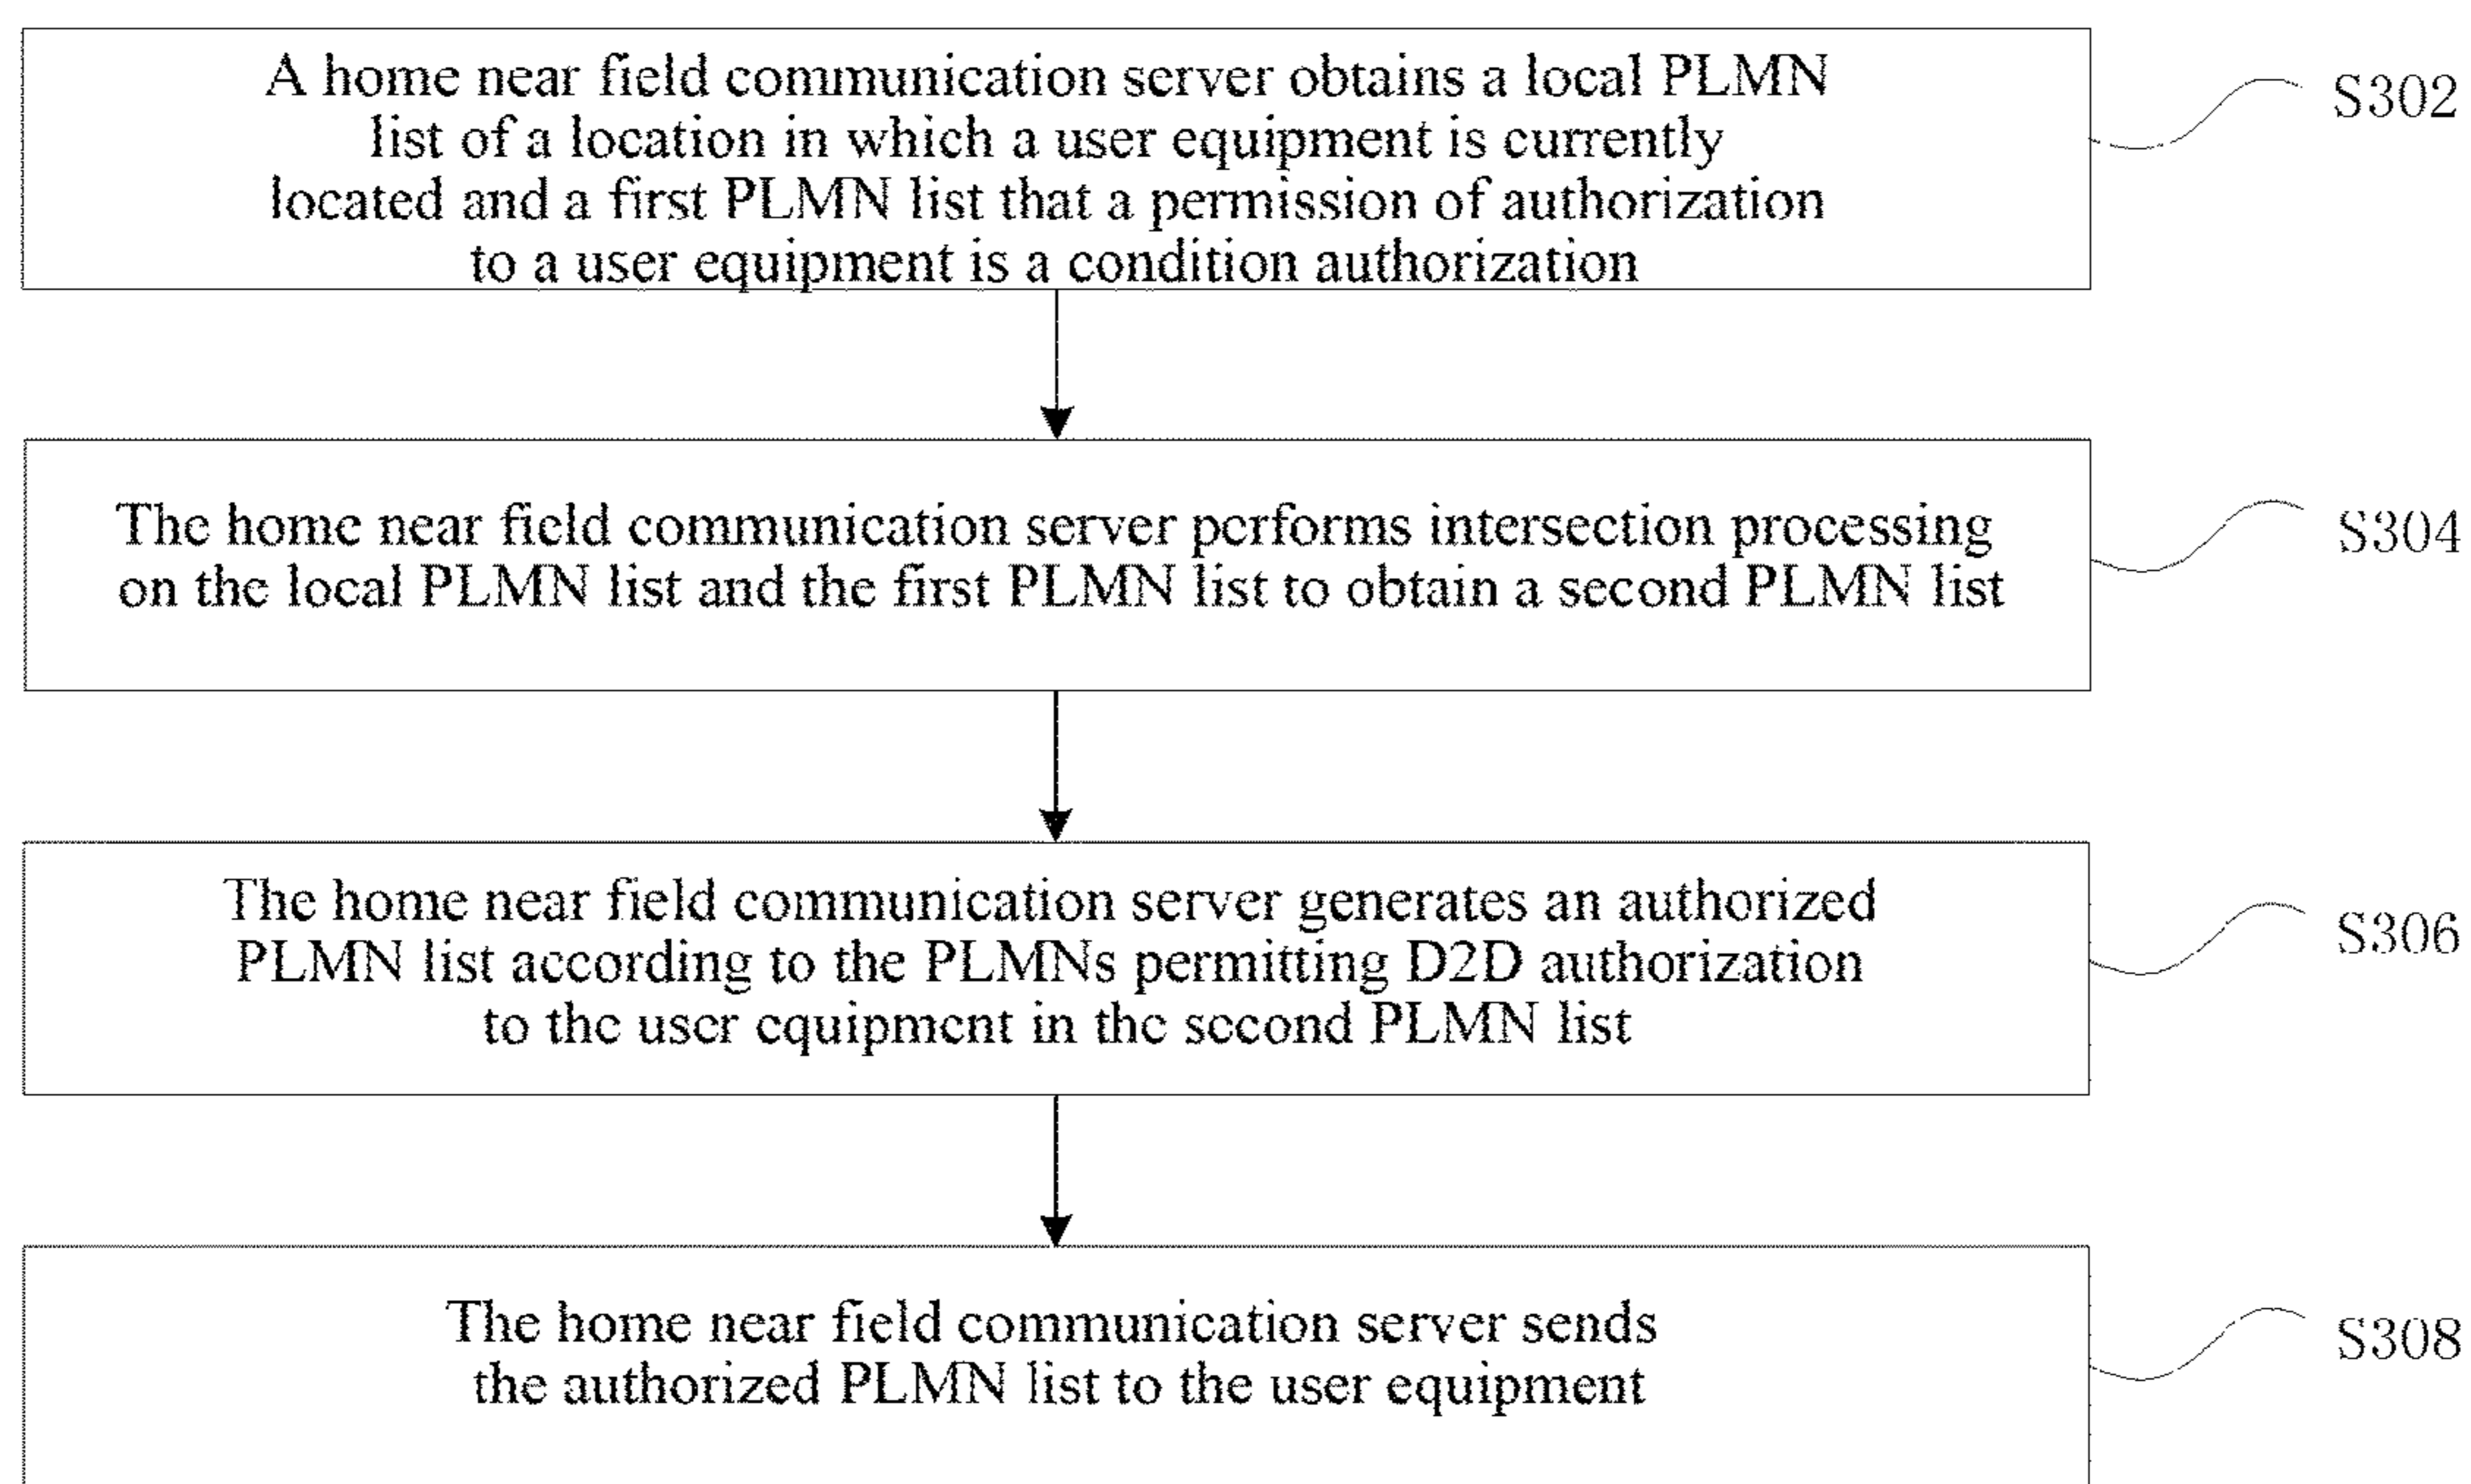 A home near field communication server obtains a local PLMN
list of a location in which a user equipment is currently
located and a first PLMN list that a permission of authorization
to a user equipment is a condition authorization
S302
The home near field communication server performs intersection processing
on the local PLMN list and the first PLMN list to obtain a second PLMN list
S304
The home near field communication server generates an authorized
PLMN list according to the PLMNs permitting D2D authorization
to the user equipment in the second PLMN list
S306
The home near field communication server sends
the authorized PLMN list to the user equipment
S308